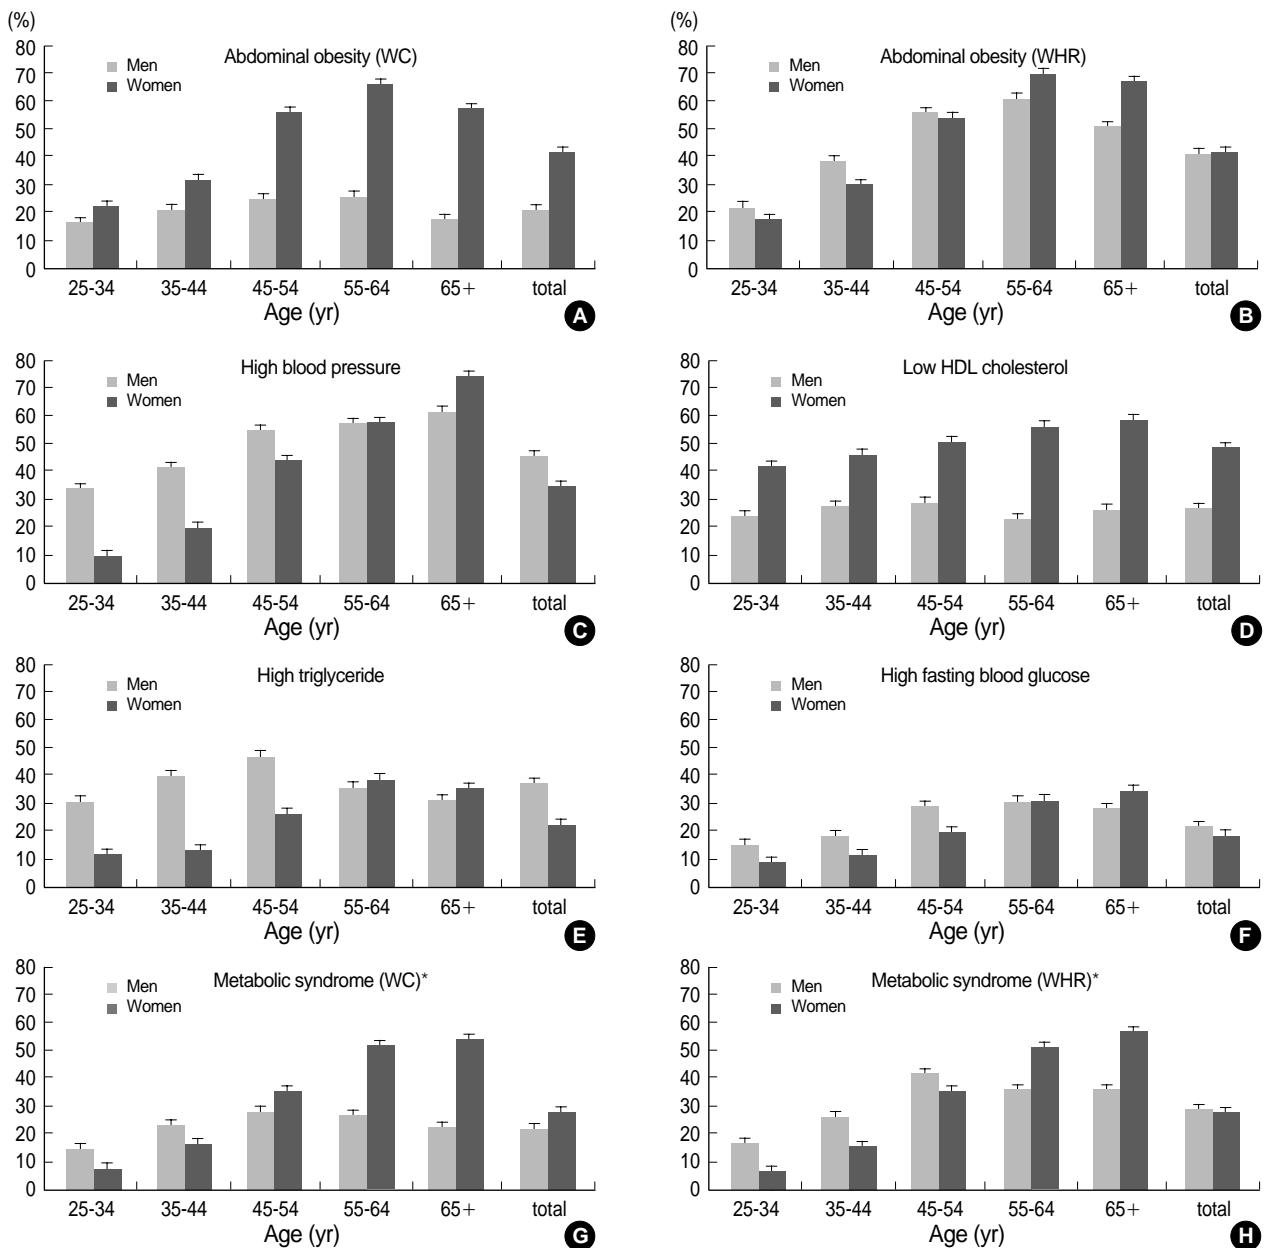 (%)
80
70
60
50
40
30
20
10
0
Abdominal obesity (WC)
Men
Women
25-34 35-44 45-54 55-64 65+ total
Age (yr)
A
(%)
80
70
60
50
40
30
20
10
0
Abdominal obesity (WHR)
Men
Women
25-34 35-44 45-54 55-64 65+ total
Age (yr)
B
80
70
60
50
40
30
20
10
0
High blood pressure
Men
Women
25-34 35-44 45-54 55-64 65+ total
Age (yr)
C
80
70
60
50
40
30
20
10
0
Low HDL cholesterol
Men
Women
25-34 35-44 45-54 55-64 65+ total
Age (yr)
D
80
70
60
50
40
30
20
10
0
High triglyceride
Men
Women
25-34 35-44 45-54 55-64 65+ total
Age (yr)
E
80
70
60
50
40
30
20
10
0
High fasting blood glucose
Men
Women
25-34 35-44 45-54 55-64 65+ total
Age (yr)
F
80
70
60
50
40
30
20
10
0
Metabolic syndrome (WC)*
Men
Women
25-34 35-44 45-54 55-64 65+ total
Age (yr)
G
80
70
60
50
40
30
20
10
0
Metabolic syndrome (WHR)*
Men
Women
25-34 35-44 45-54 55-64 65+ total
Age (yr)
H